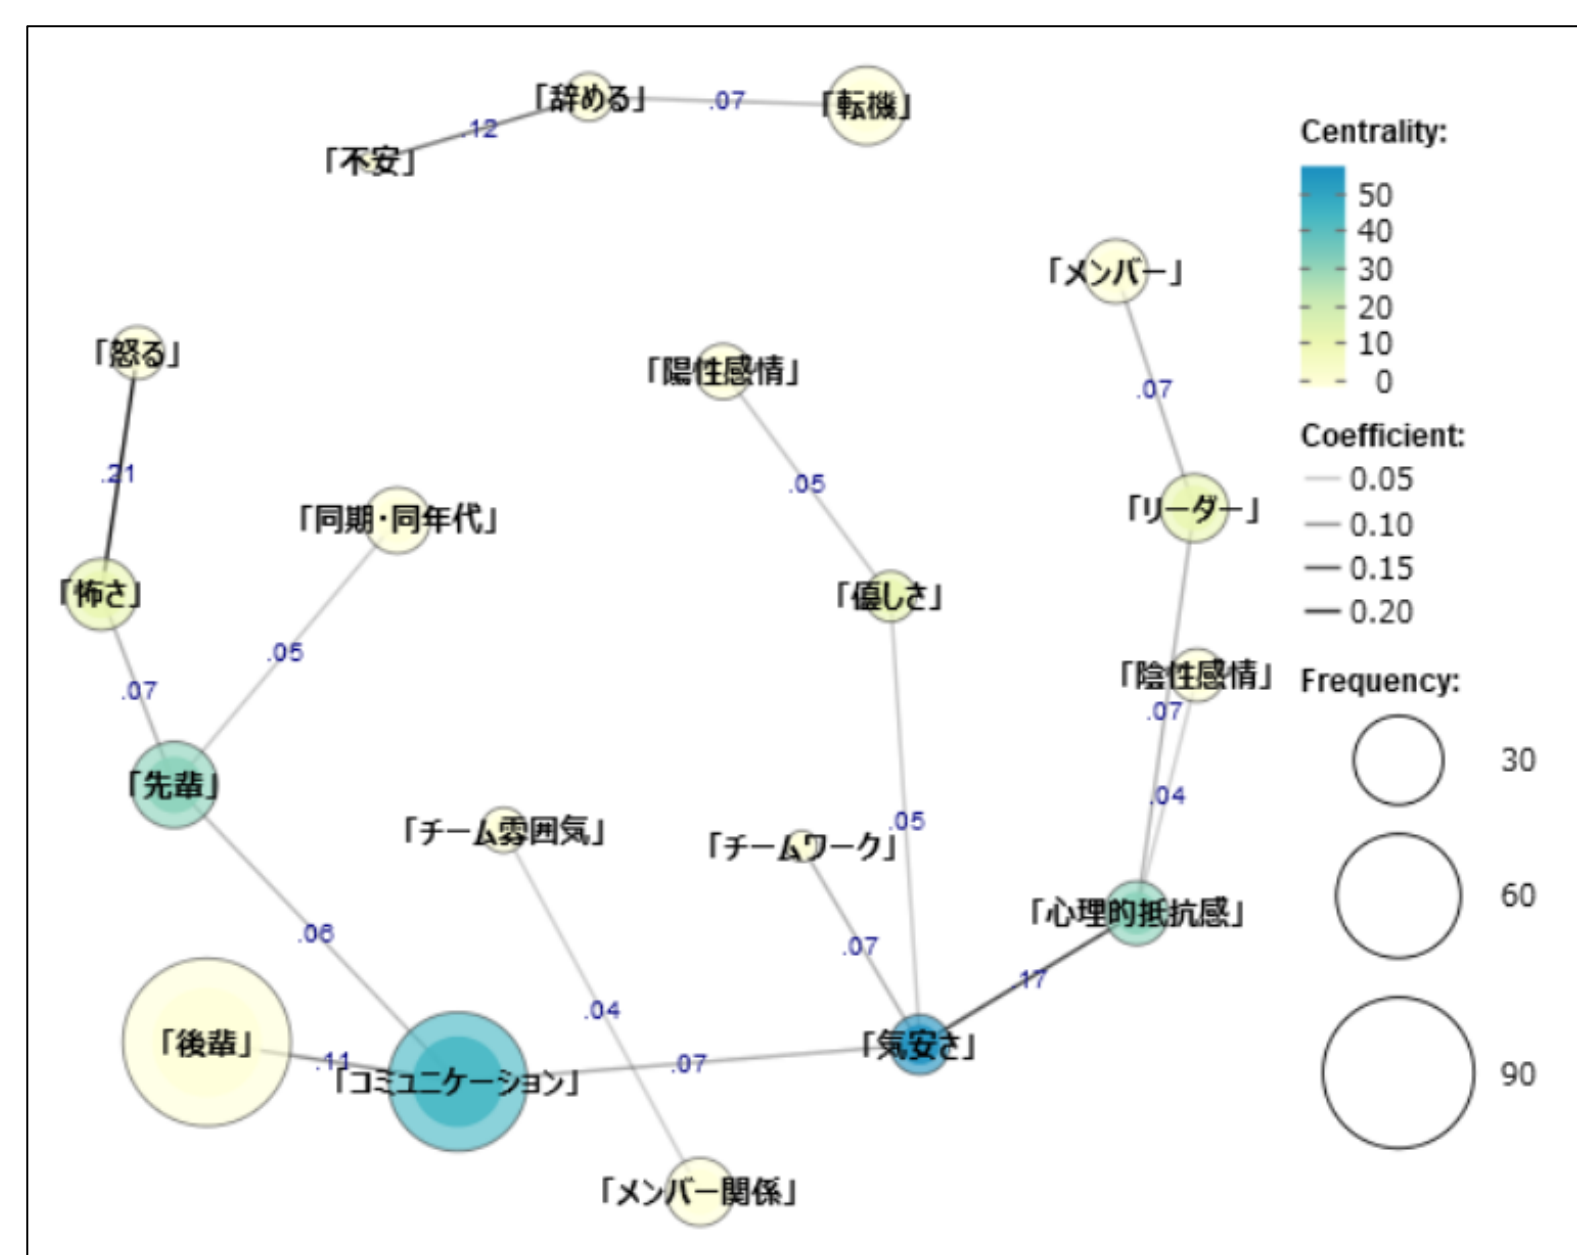 「辞める」
.07
「転機」
.12
「不安」
Centrality:
50
40
30
20
10
0
「メンバー」
「怒る」
「陽性感情」
.07
Coefficient:
0.05
0.10
0.15
0.20
.21
.05
「同期・同年代」
「リーダー」
「怖さ」
「優しさ」
.05
.07
「陰性感情」
Frequency:
30
60
90
.07
「先輩」
.04
「チーム雰囲気」
.05
「チームワーク」
.06
.07
「心理的抵抗感」
.17
.04
「後輩」
.11
「コミュニケーション」
.07
「気安さ」
「メンバー関係」